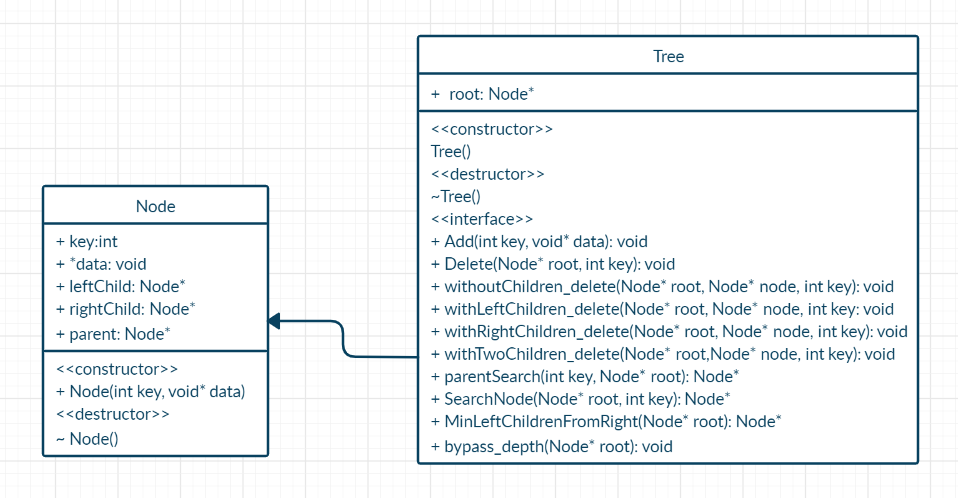 Node
+ key:int
+ *data: void
+ leftChild: Node*
+ rightChild: Node*
+ parent: Node*
<<constructor>>
+ Node(int key, void* data)
<<destructor>>
~ Node()
Tree
+ root: Node*
<<constructor>>
Tree()
<<destructor>>
~Tree()
<<interface>>
+ Add(int key, void* data): void
+ Delete(Node* root, int key): void
+ withoutChildren_delete(Node* root, Node* node, int key): void
+ withLeftChildren_delete(Node* root, Node* node, int key: void
+ withRightChildren_delete(Node* root, Node* node, int key): void
+ withTwoChildren_delete(Node* root,Node* node, int key): void
+ parentSearch(int key, Node* root): Node*
+ SearchNode(Node* root, int key): Node*
+ MinLeftChildrenFromRight(Node* root): Node*
+ bypass_depth(Node* root): void